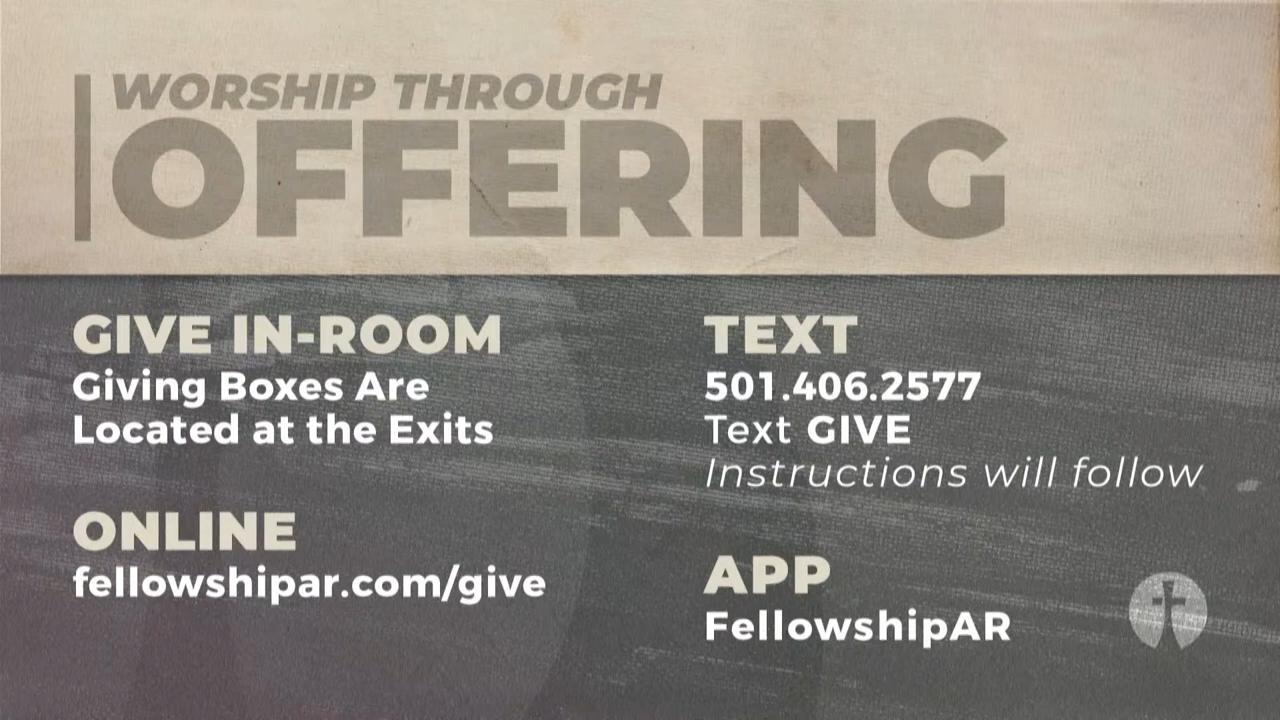 WORSHIP THROUGH
OFFERING
GIVE IN-ROOM
Giving Boxes Are
Located at the Exits
ONLINE
fellowshipar.com/give
TEXT
501.406.2577
Text GIVE
Instructions will follow
APP
FellowshipAR